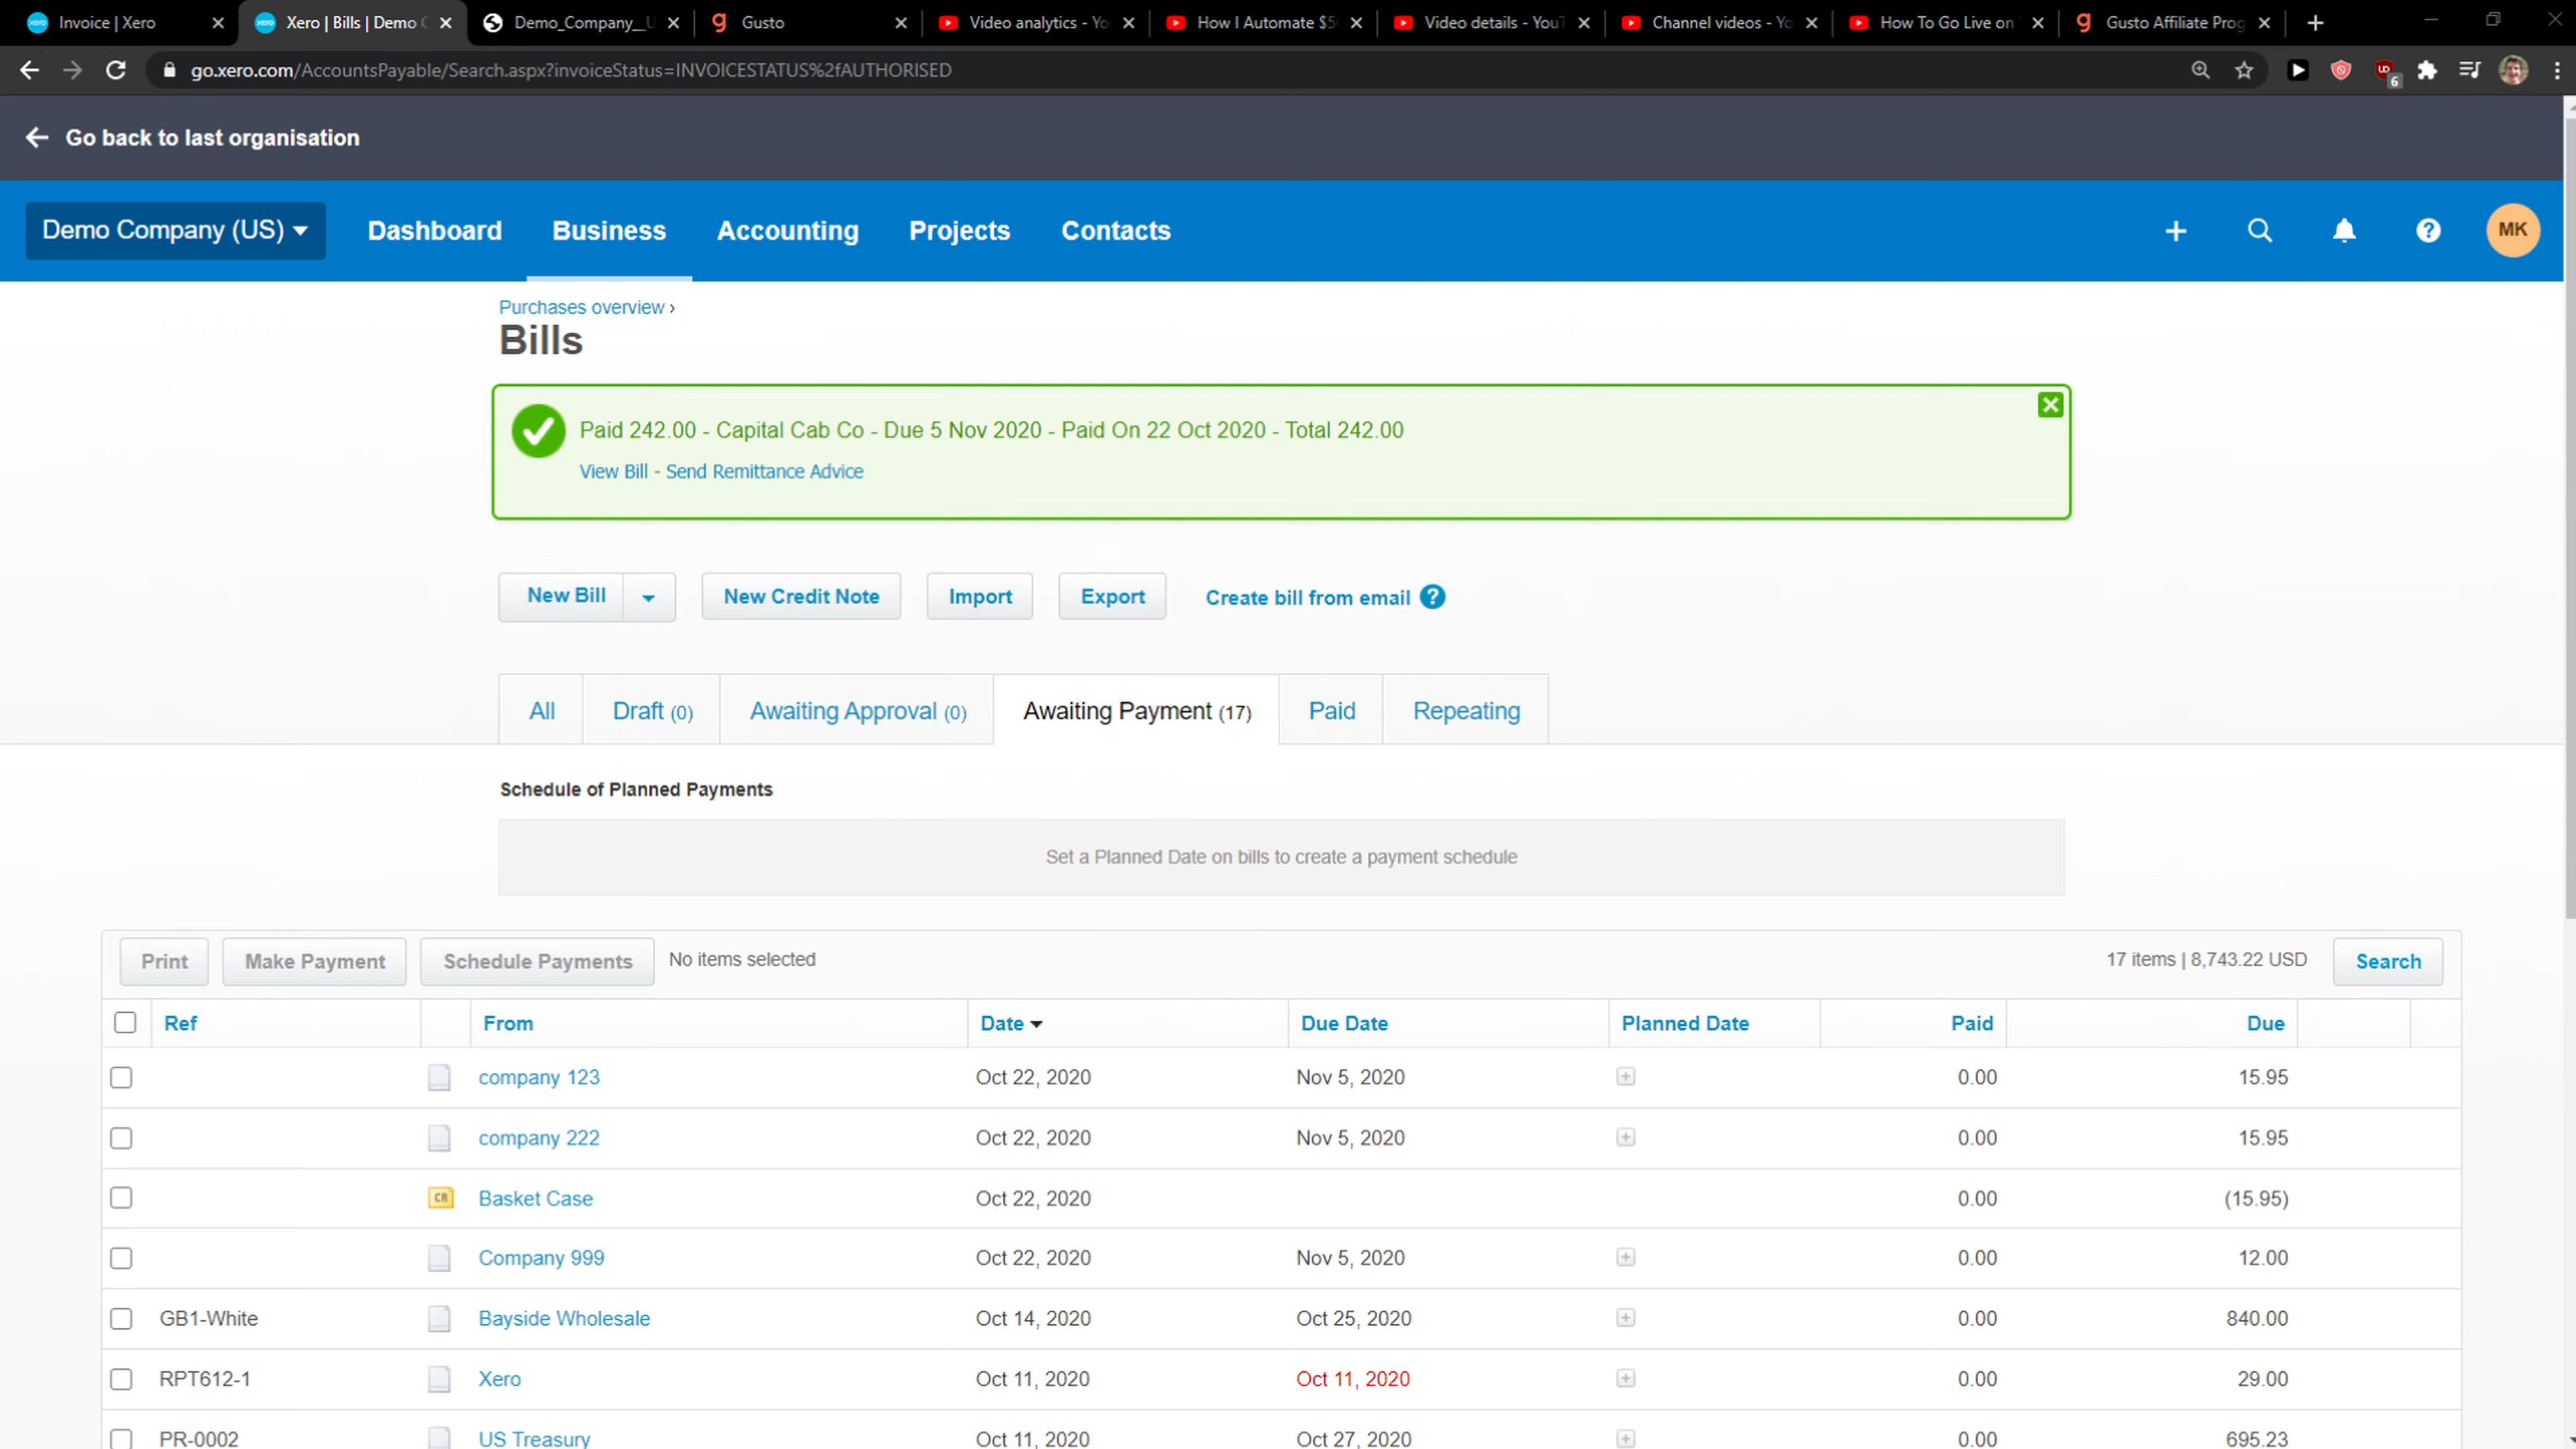 Invoice | Xero
Xero | Bills | Demo C
Demo_Company__U
Gusto
Video analytics - Yo
How I Automate $5
Video details - YouT
Channel videos - Yo
How To Go Live on
Gusto Affiliate Prog
go.xero.com/AccountsPayable/Search.aspx?invoiceStatus=INVOICESTATUS%2fAUTHORISED
6
Go back to last organisation
Demo Company (US)
Dashboard
Business
Accounting
Projects
Contacts
MK
Purchases overview ›
Bills
Paid 242.00 - Capital Cab Co - Due 5 Nov 2020 - Paid On 22 Oct 2020 - Total 242.00
View Bill - Send Remittance Advice
New Bill
New Credit Note
Import
Export
Create bill from email ?
All
Draft (0)
Awaiting Approval (0)
Awaiting Payment (17)
Paid
Repeating
Schedule of Planned Payments
Set a Planned Date on bills to create a payment schedule
Print
Make Payment
Schedule Payments
No items selected
17 items | 8,743.22 USD
Search
Ref From Date Due Date Planned Date Paid Due
company 123 Oct 22, 2020 Nov 5, 2020 0.00 15.95
company 222 Oct 22, 2020 Nov 5, 2020 0.00 15.95
CR Basket Case Oct 22, 2020 0.00 (15.95)
Company 999 Oct 22, 2020 Nov 5, 2020 0.00 12.00
GB1-White Bayside Wholesale Oct 14, 2020 Oct 25, 2020 0.00 840.00
RPT612-1 Xero Oct 11, 2020 Oct 11, 2020 0.00 29.00
PR-0002 US Treasury Oct 11, 2020 Oct 27, 2020 0.00 695.23